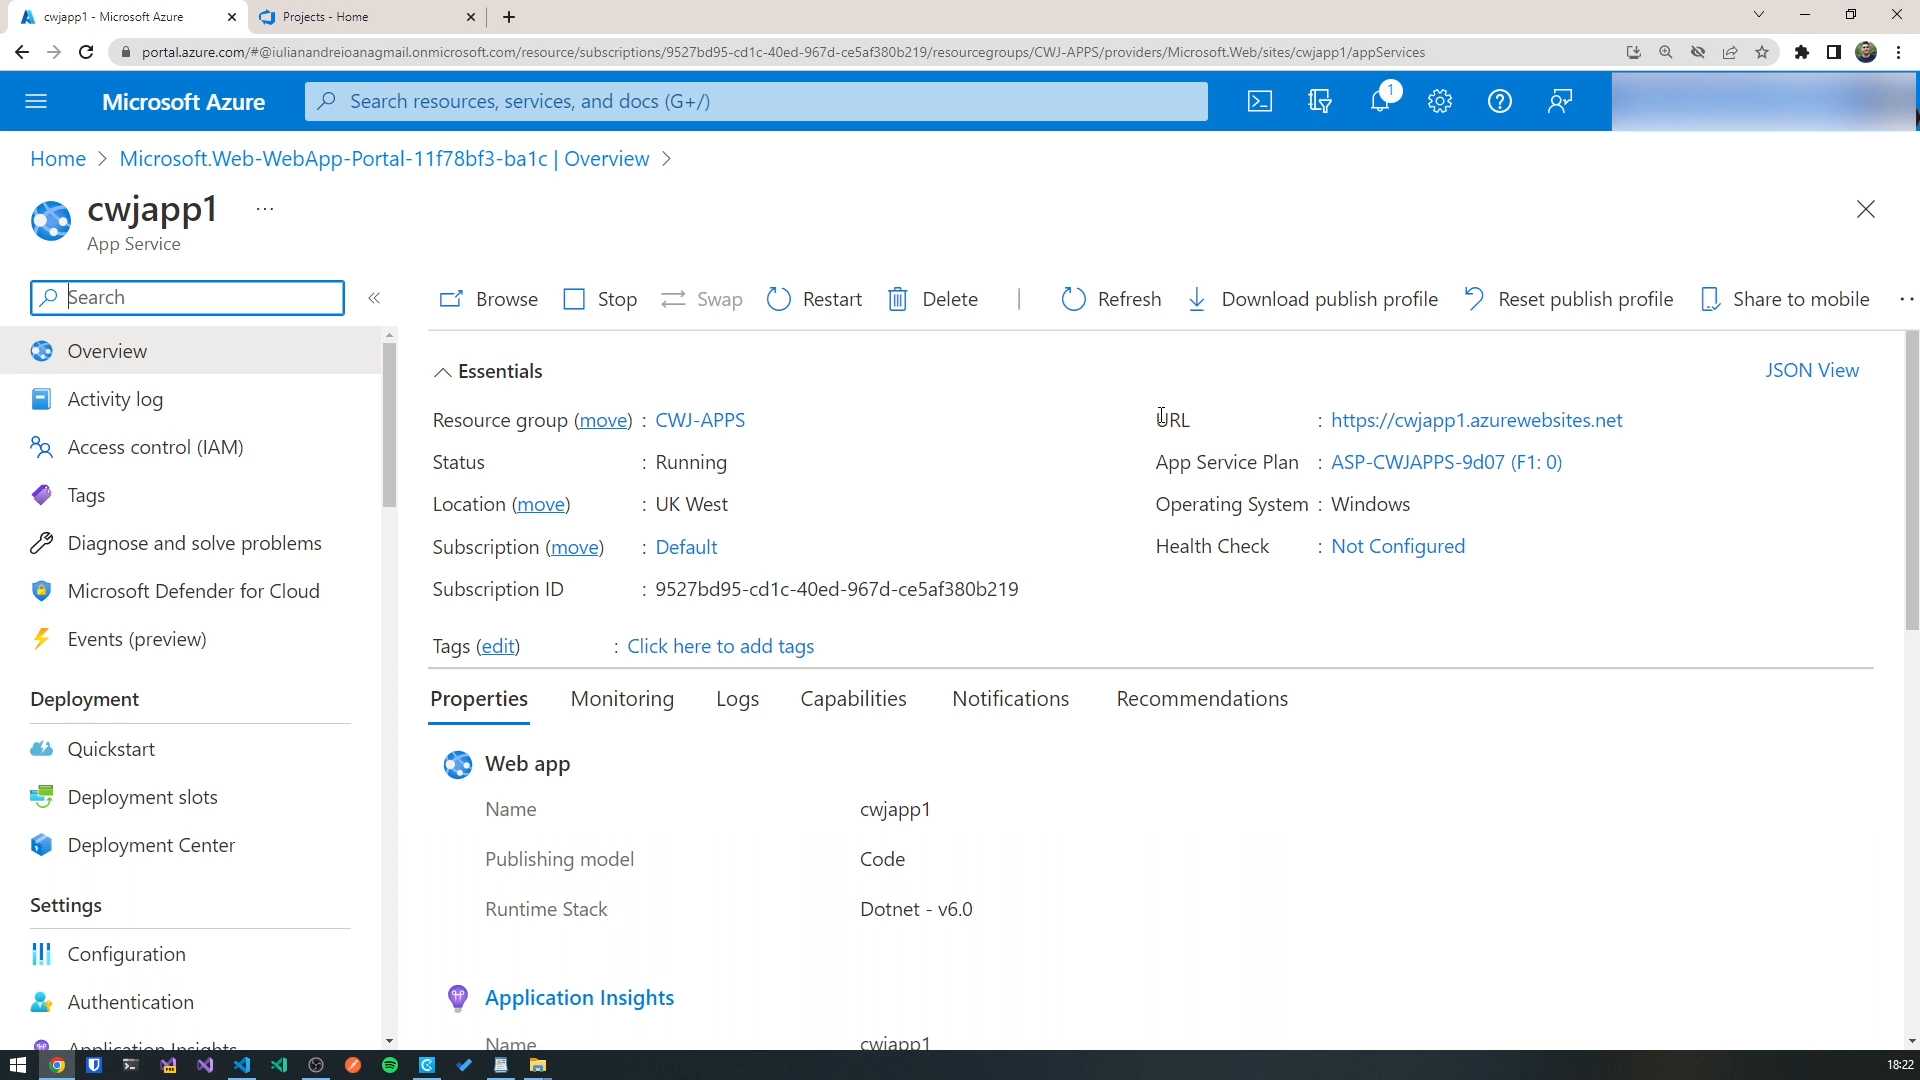 cwjapp1 - Microsoft Azure
Projects - Home
portal.azure.com/#@iulianandreioanagmail.onmicrosoft.com/resource/subscriptions/9527bd95-cd1c-40ed-967d-ce5af380b219/resourcegroups/CWJ-APPS/providers/Microsoft.Web/sites/cwjapp1/appServices
Microsoft Azure
Search resources, services, and docs (G+/)
1
Home > Microsoft.Web-WebApp-Portal-11f78bf3-ba1c | Overview >
cwjapp1 ...
App Service
Search
«
Browse Stop Swap Restart Delete | Refresh Download publish profile Reset publish profile Share to mobile
Overview
Activity log
Access control (IAM)
Tags
Diagnose and solve problems
Microsoft Defender for Cloud
Events (preview)
Deployment
Quickstart
Deployment slots
Deployment Center
Settings
Configuration
Authentication
Application Insights
Essentials
JSON View
Resource group (move) : CWJ-APPS
Status : Running
Location (move) : UK West
Subscription (move) : Default
Subscription ID : 9527bd95-cd1c-40ed-967d-ce5af380b219
URL : https://cwjapp1.azurewebsites.net
App Service Plan : ASP-CWJAPPS-9d07 (F1: 0)
Operating System : Windows
Health Check : Not Configured
Tags (edit) : Click here to add tags
Properties Monitoring Logs Capabilities Notifications Recommendations
Web app
Name cwjapp1
Publishing model Code
Runtime Stack Dotnet - v6.0
Application Insights
Name cwjapp1
18:22